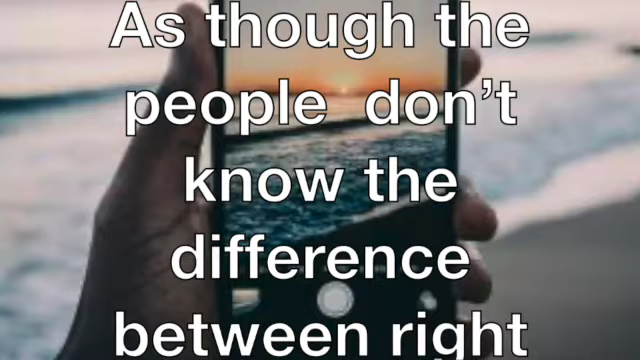 As though the
people  don’t
know the
difference
between right